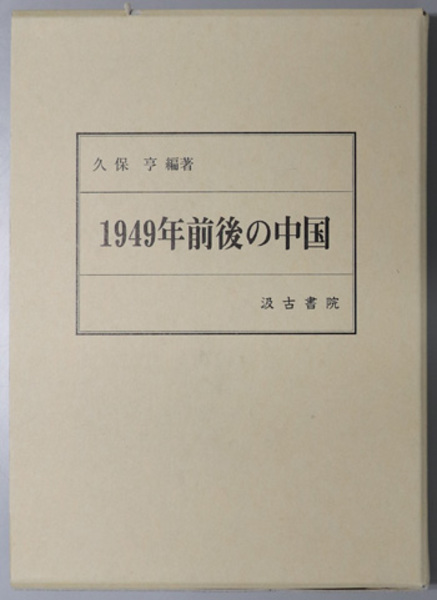 久保 亨 編著
1949年前後の中国
汲古書院